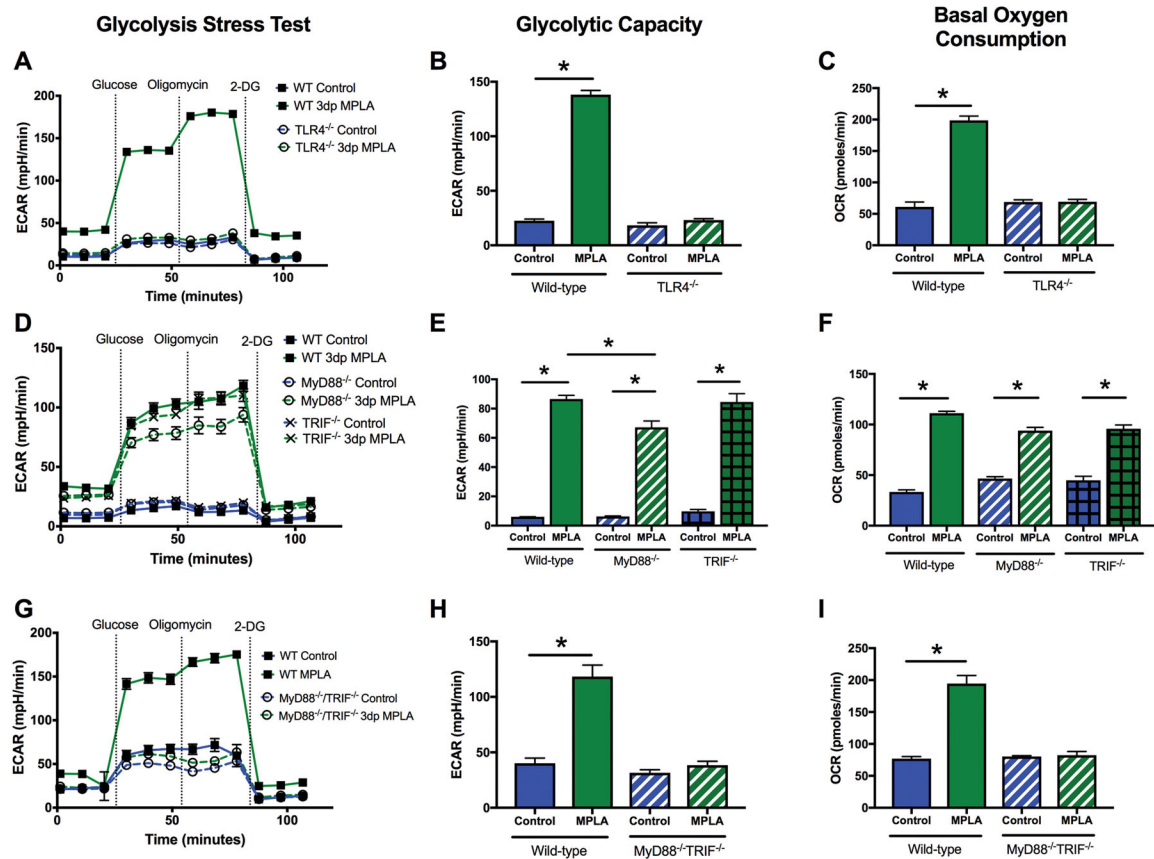 Glycolysis Stress Test
Glycolytic Capacity
Basal Oxygen
Consumption
A
Glucose Oligomycin 2-DG
WT Control
WT 3dp MPLA
TLR4-/- Control
TLR4-/- 3dp MPLA
ECAR (mpH/min)
200
150
100
50
0
0 50 100
Time (minutes)
B
ECAR (mpH/min)
150
100
50
0
*
Control MPLA Control MPLA
Wild-type TLR4-/-
C
OCR (pmoles/min)
250
200
150
100
50
0
*
Control MPLA Control MPLA
Wild-type TLR4-/-
D
Glucose Oligomycin 2-DG
WT Control
WT 3dp MPLA
MyD88-/- Control
MyD88-/- 3dp MPLA
TRIF-/- Control
TRIF-/- 3dp MPLA
ECAR (mpH/min)
150
100
50
0
0 50 100
Time (minutes)
E
ECAR (mpH/min)
100
80
60
40
20
0
*
* * *
Control MPLA Control MPLA Control MPLA
Wild-type MyD88-/- TRIF-/-
F
OCR (pmoles/min)
150
100
50
0
* * *
Control MPLA Control MPLA Control MPLA
Wild-type MyD88-/- TRIF-/-
G
Glucose Oligomycin 2-DG
WT Control
WT MPLA
MyD88-/-/TRIF-/- Control
MyD88-/-/TRIF-/- 3dp MPLA
ECAR (mpH/min)
200
150
100
50
0
0 50 100
Time (minutes)
H
ECAR (mpH/min)
150
100
50
0
*
Control MPLA Control MPLA
Wild-type MyD88-/-TRIF-/-
I
OCR (pmoles/min)
250
200
150
100
50
0
*
Control MPLA Control MPLA
Wild-type MyD88-/-TRIF-/-